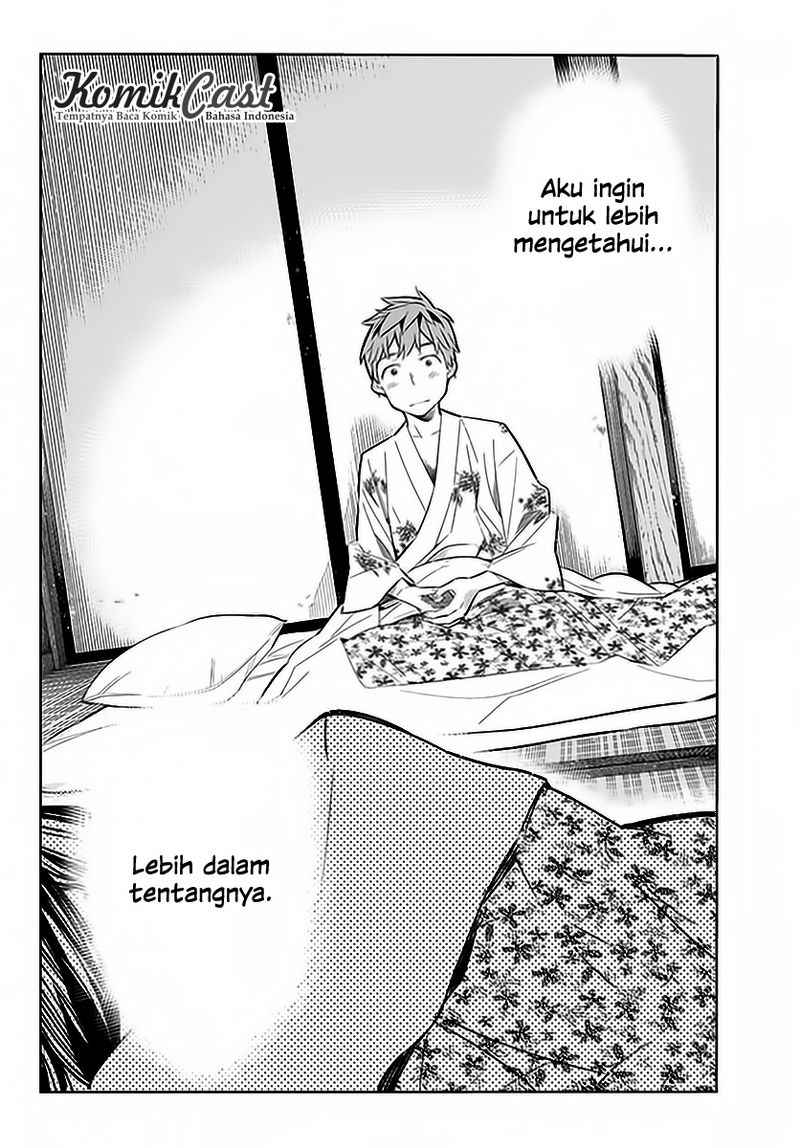 KomikCast
Tempatnya Baca Komik Bahasa Indonesia
Aku ingin
untuk lebih
mengetahui...
Lebih dalam
tentangnya.